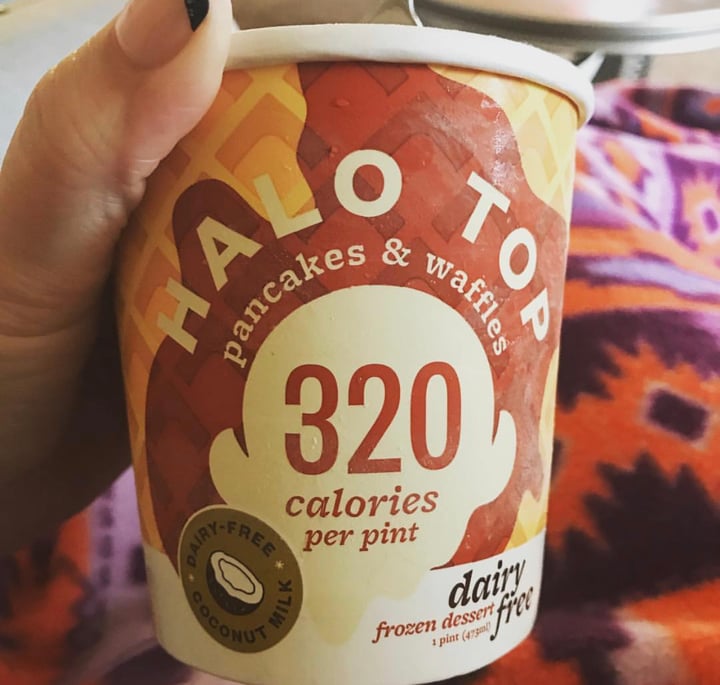 HALO TOP
pancakes & waffles
320
calories
per pint
DAIRY-FREE
COCONUT MILK
dairy
free
frozen dessert
1 pint (473ml)